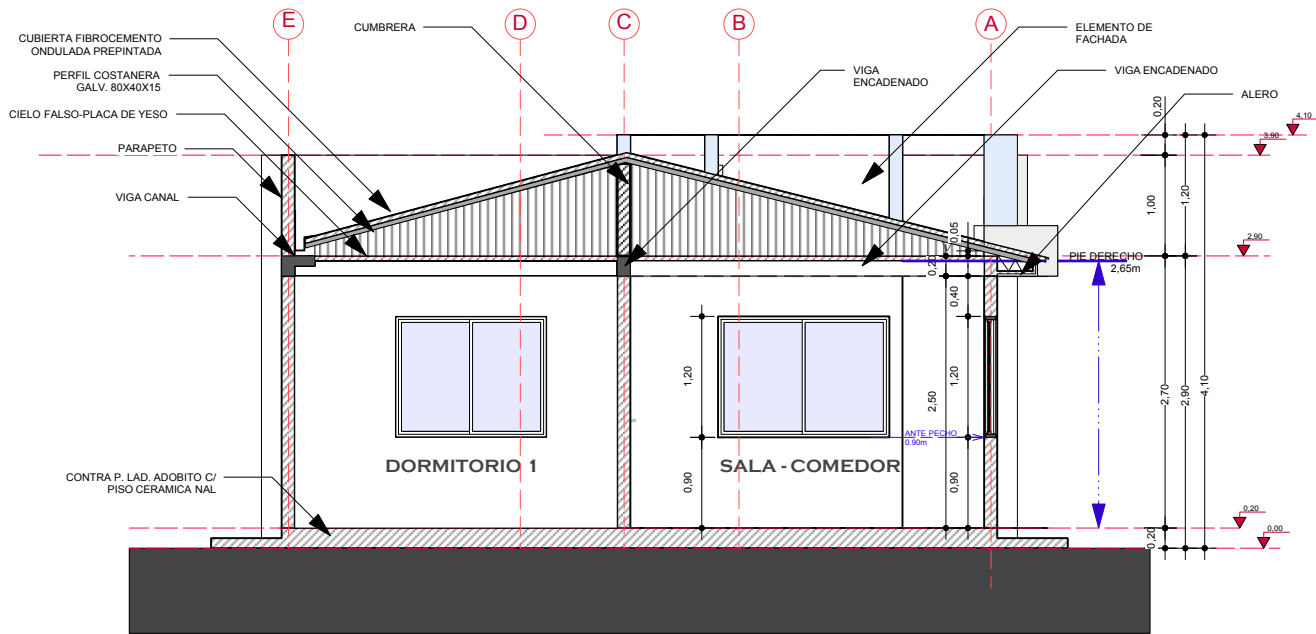 E
D
C
B
A
CUBIERTA FIBROCEMENTO
ONDULADA PREPINTADA
PERFIL COSTANERA
GALV. 80X40X15
CIELO FALSO-PLACA DE YESO
PARAPETO
VIGA CANAL
CUMBRERA
VIGA
ENCADENADO
ELEMENTO DE
FACHADA
VIGA ENCADENADO
ALERO
0,20
4,10
3,90
1,00
1,20
2,90
0,05
0,20
PIE DERECHO
2,65m
0,40
1,20
2,50
1,20
2,70
2,90
4,10
ANTE PECHO
0.90m
DORMITORIO 1
SALA - COMEDOR
0,90
0,90
CONTRA P. LAD. ADOBITO C/
PISO CERAMICA NAL
0,20
0,20
0,00